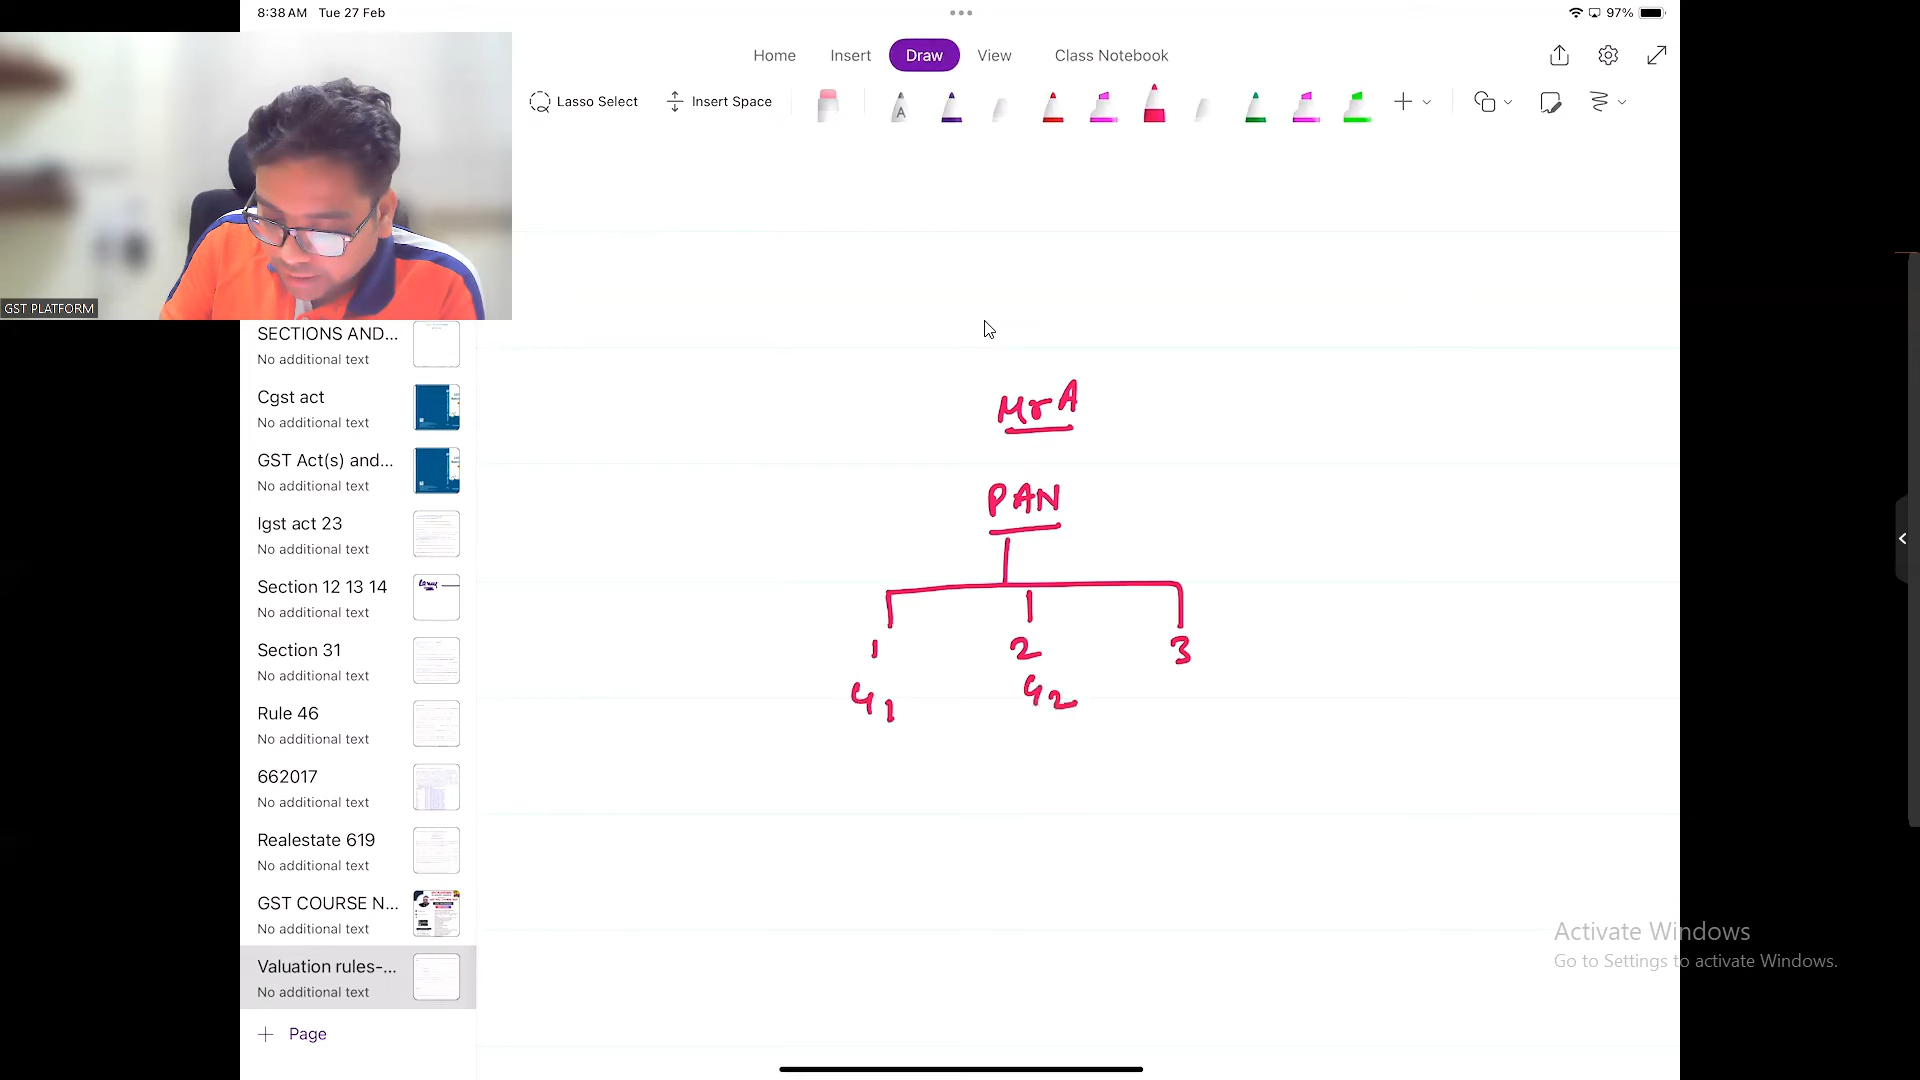 8:38 AM Tue 27 Feb
97%
Home Insert Draw View Class Notebook
Lasso Select Insert Space
A
GST PLATFORM
SECTIONS AND...
No additional text
Cgst act
No additional text
GST Act(s) and...
No additional text
Igst act 23
No additional text
Section 12 13 14
No additional text
Section 31
No additional text
Rule 46
No additional text
662017
No additional text
Realestate 619
No additional text
GST COURSE N...
No additional text
Valuation rules-...
No additional text
Page
Mr A
PAN
1 2 3
G1 G2
Activate Windows
Go to Settings to activate Windows.